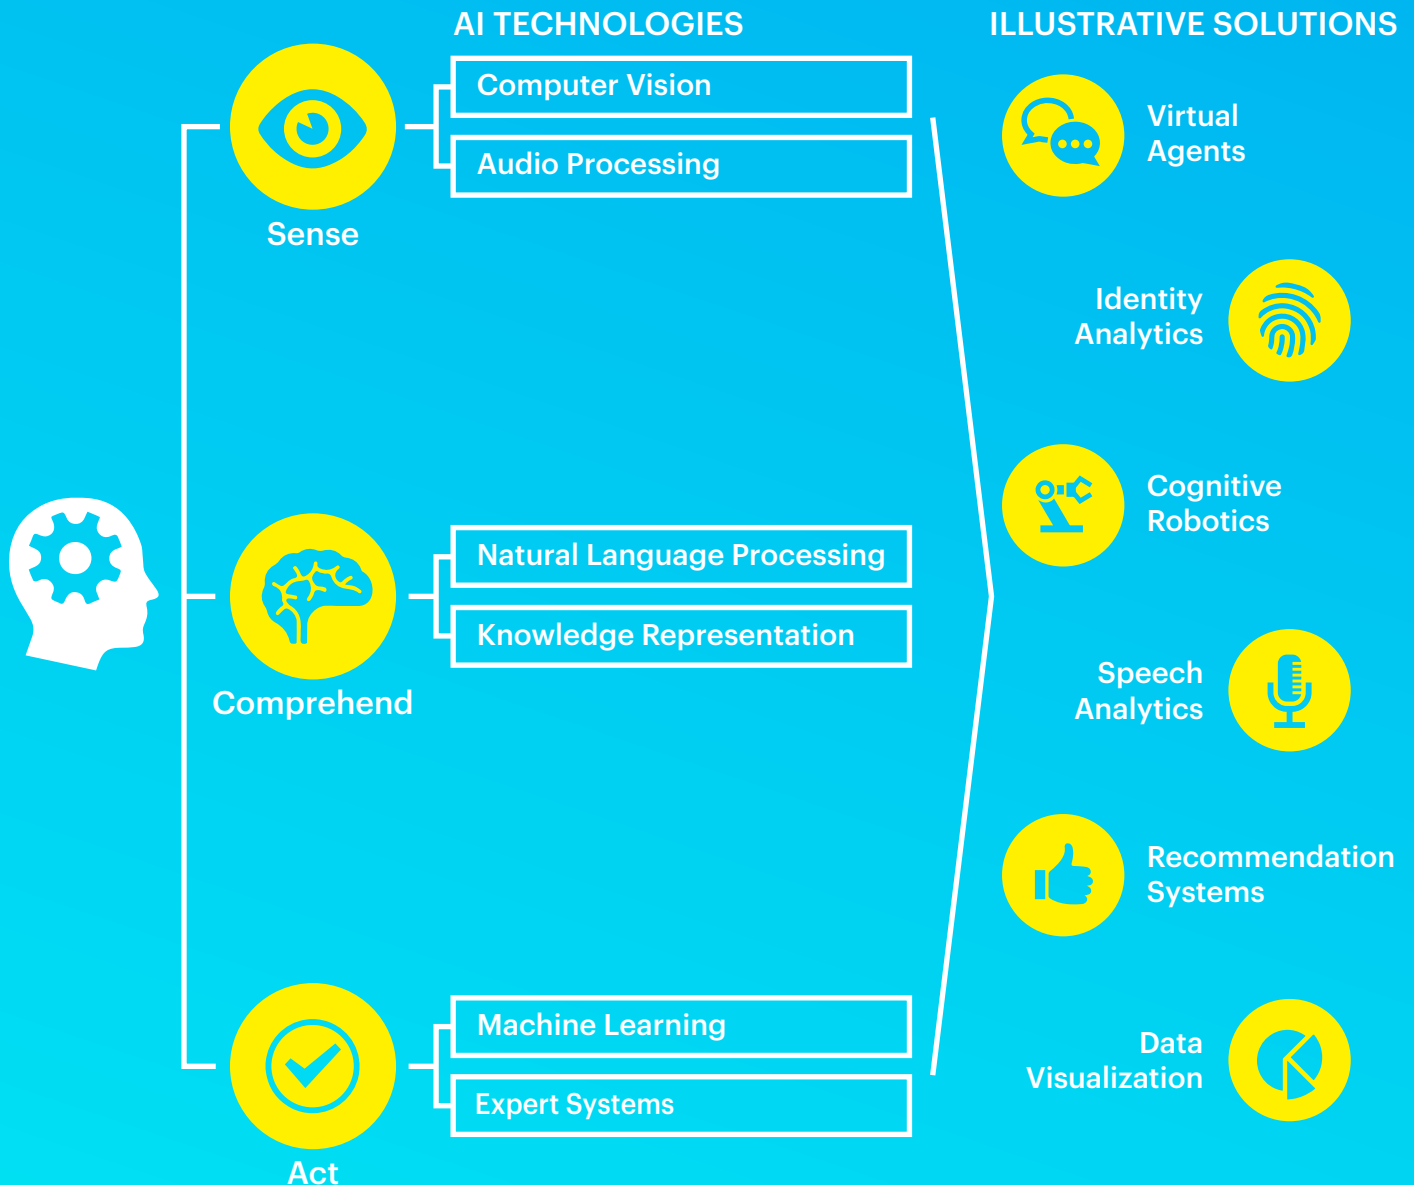 AI TECHNOLOGIES
ILLUSTRATIVE SOLUTIONS
Sense
Computer Vision
Audio Processing
Comprehend
Natural Language Processing
Knowledge Representation
Act
Machine Learning
Expert Systems
Virtual
Agents
Identity
Analytics
Cognitive
Robotics
Speech
Analytics
Recommendation
Systems
Data
Visualization